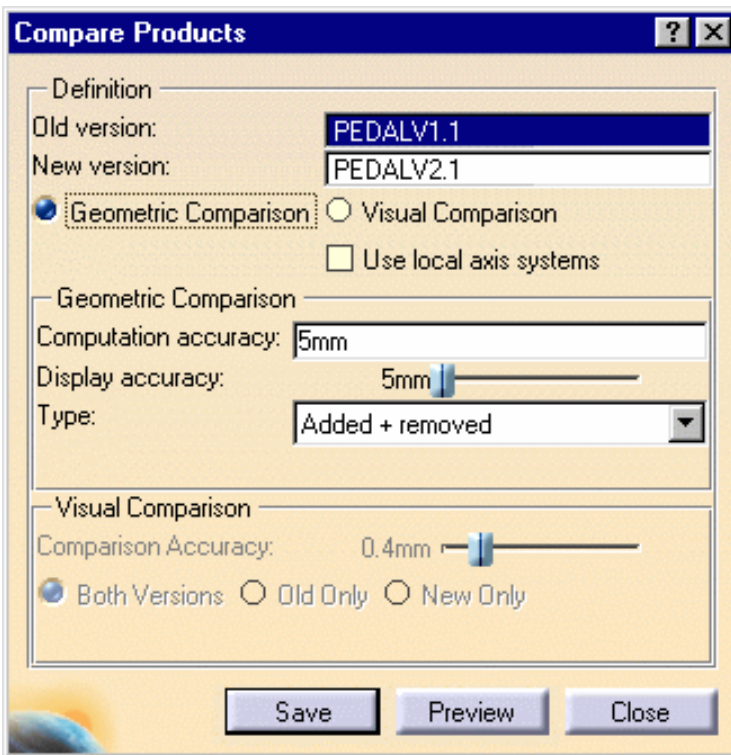 Compare Products
Definition
Old version: PEDALV1.1
New version: PEDALV2.1
Geometric Comparison Visual Comparison
Use local axis systems
Geometric Comparison
Computation accuracy: 5mm
Display accuracy: 5mm
Type: Added + removed
Visual Comparison
Comparison Accuracy: 0.4mm
Both Versions Old Only New Only
Save Preview Close